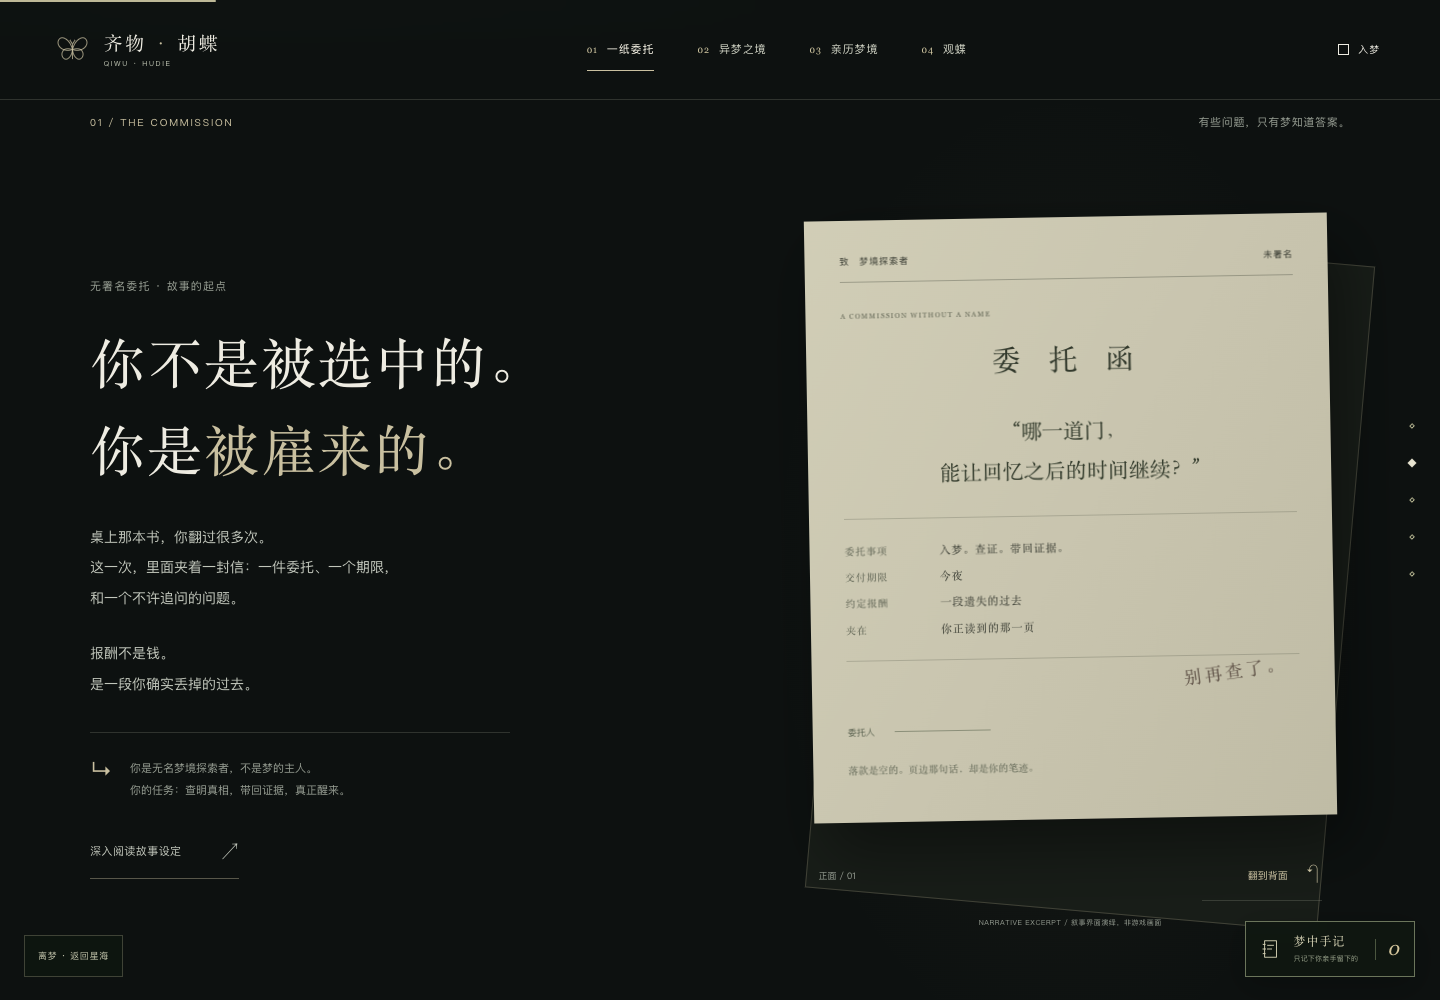 齐物 · 胡蝶
QIWU · HUDIE
01 一纸委托
02 异梦之境
03 亲历梦境
04 观蝶
入梦
01 / THE COMMISSION
有些问题，只有梦知道答案。
无署名委托 · 故事的起点
你不是被选中的。
你是被雇来的。
桌上那本书，你翻过很多次。
这一次，里面夹着一封信：一件委托、一个期限，
和一个不许追问的问题。
报酬不是钱。
是一段你确实丢掉的过去。
你是无名梦境探索者，不是梦的主人。
你的任务：查明真相，带回证据，真正醒来。
深入阅读故事设定
致 梦境探索者
未署名
A COMMISSION WITHOUT A NAME
委托函
“哪一道门，
能让回忆之后的时间继续？”
委托事项 入梦。查证。带回证据。
交付期限 今夜
约定报酬 一段遗失的过去
夹在 你正读到的那一页
别再查了。
委托人
落款是空的。页边那句话，却是你的笔迹。
正面 / 01
翻到背面
NARRATIVE EXCERPT / 叙事界面演绎，非游戏画面
离梦 · 返回星海
梦中手记
只记下你亲手留下的
0